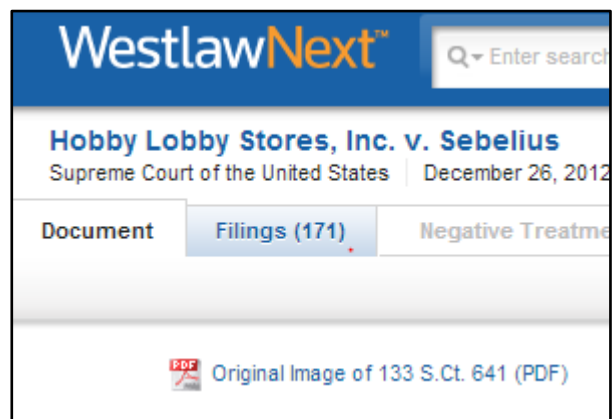 WestlawNext™
Enter search
Hobby Lobby Stores, Inc. v. Sebelius
Supreme Court of the United States December 26, 2012
Document Filings (171) Negative Treatme
PDF Original Image of 133 S.Ct. 641 (PDF)